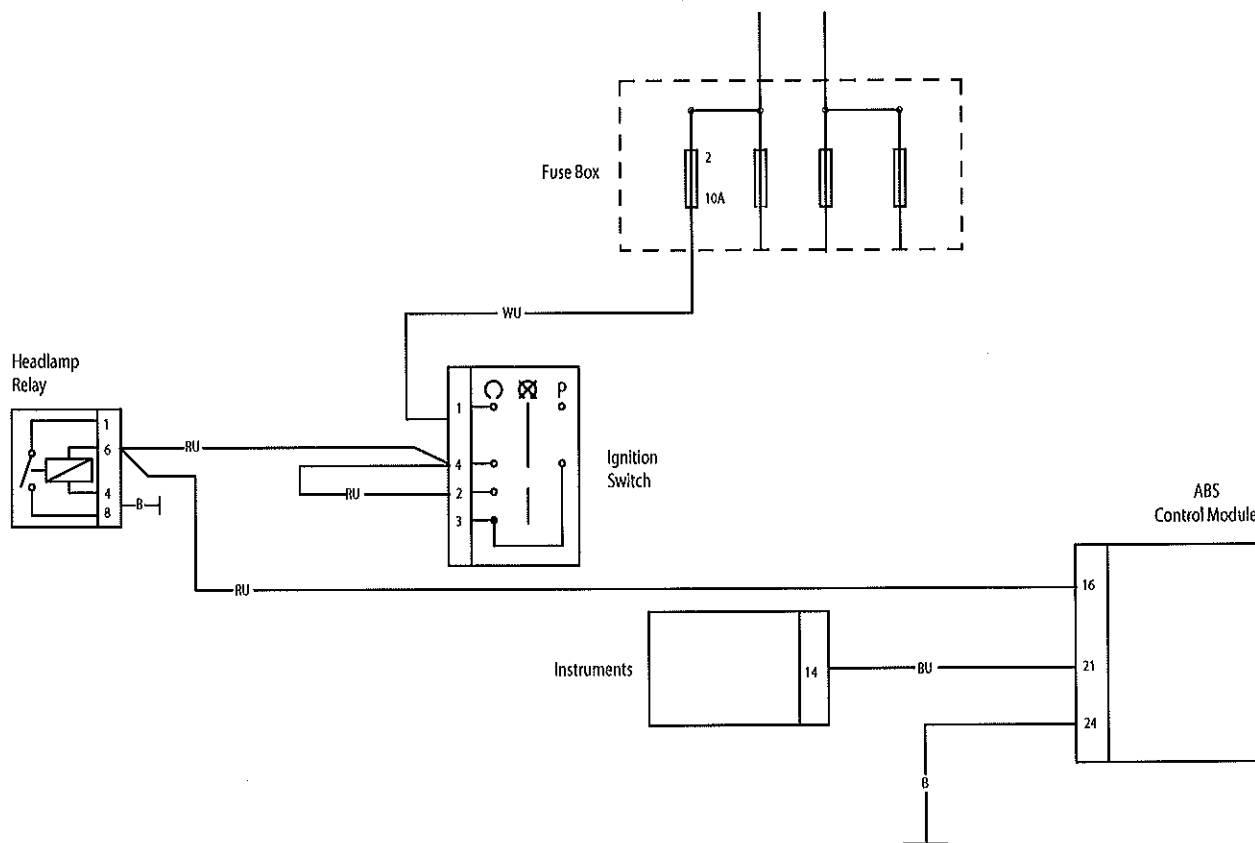 Fuse Box
2
10A
WU
Headlamp
Relay
1
6
4
8
RU
B
RU
1
4
2
3
P
Ignition
Switch
RU
ABS
Control Module
16
21
24
Instruments
14
BU
B